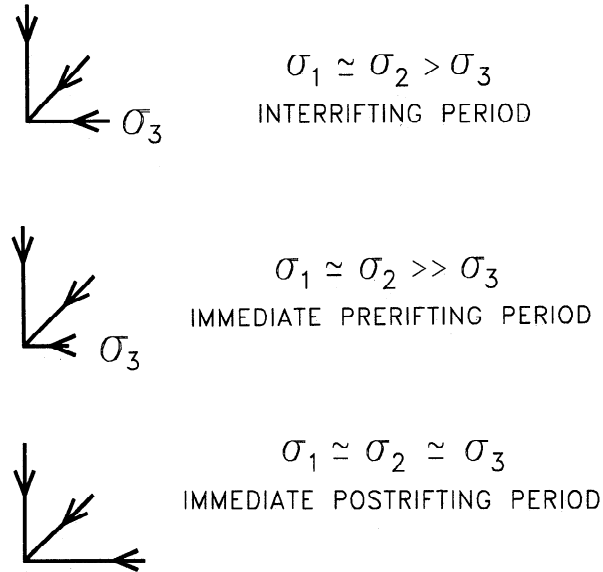 σ₁ ≃ σ₂ > σ₃
σ₃
INTERRIFTING PERIOD
σ₁ ≃ σ₂ >> σ₃
IMMEDIATE PRERIFTING PERIOD
σ₃
σ₁ ≃ σ₂ ≃ σ₃
IMMEDIATE POSTRIFTING PERIOD